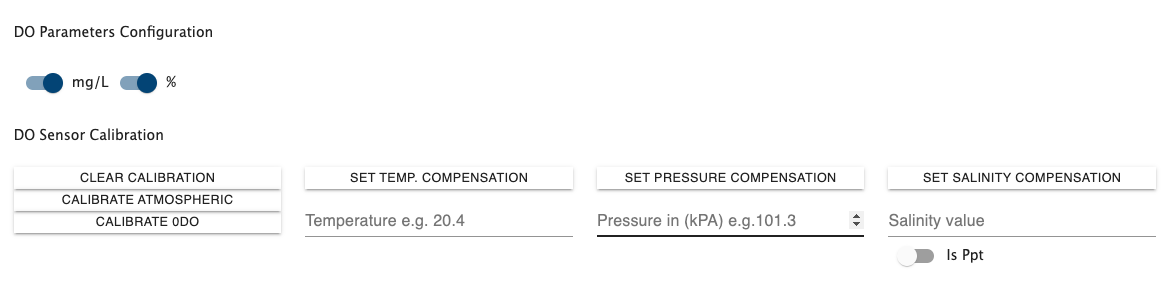 DO Parameters Configuration
mg/L %
DO Sensor Calibration
CLEAR CALIBRATION SET TEMP. COMPENSATION SET PRESSURE COMPENSATION SET SALINITY COMPENSATION
CALIBRATE ATMOSPHERIC
CALIBRATE 0DO Temperature e.g. 20.4 Pressure in (kPA) e.g.101.3 Salinity value
Is Ppt